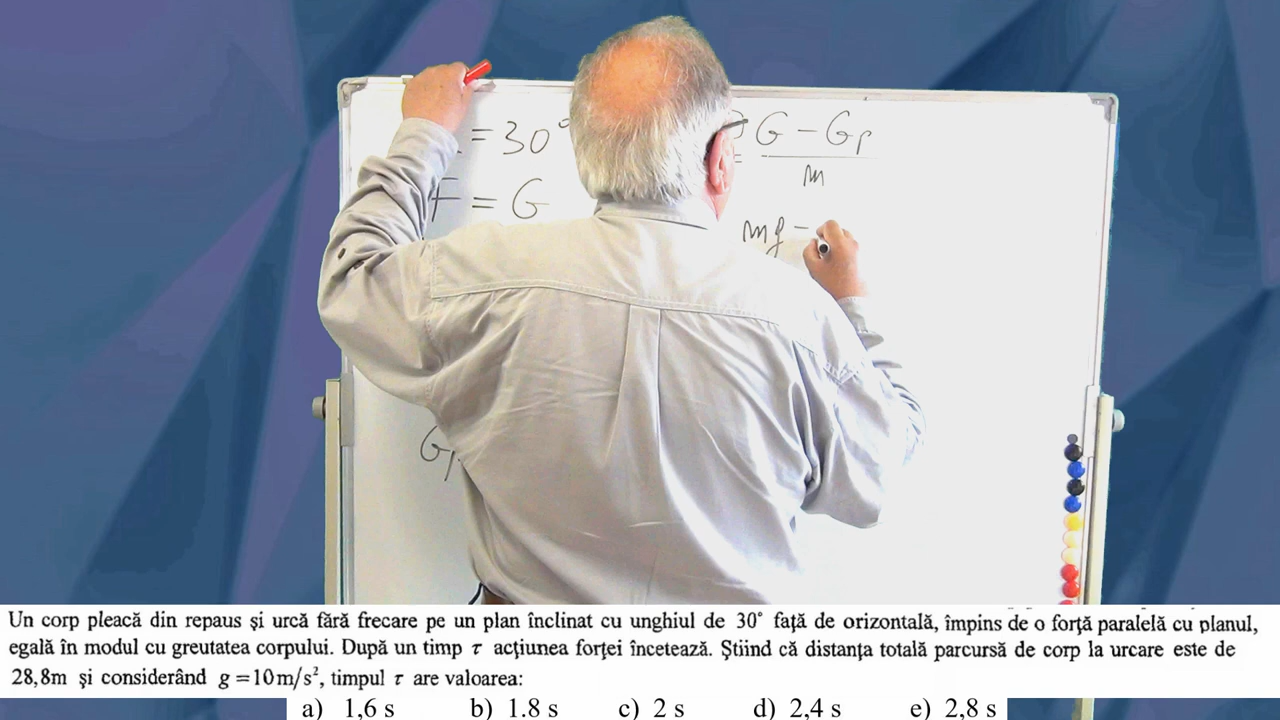 = 30°
F = G
G - Gp
=
m
mg -
Gp
Un corp pleacă din repaus şi urcă fără frecare pe un plan înclinat cu unghiul de 30° faţă de orizontală, împins de o forţă paralelă cu planul,
egală în modul cu greutatea corpului. După un timp τ acţiunea forţei încetează. Ştiind că distanţa totală parcursă de corp la urcare este de
28,8m şi considerând g = 10 m/s², timpul τ are valoarea:
a) 1,6 s b) 1.8 s c) 2 s d) 2,4 s e) 2,8 s